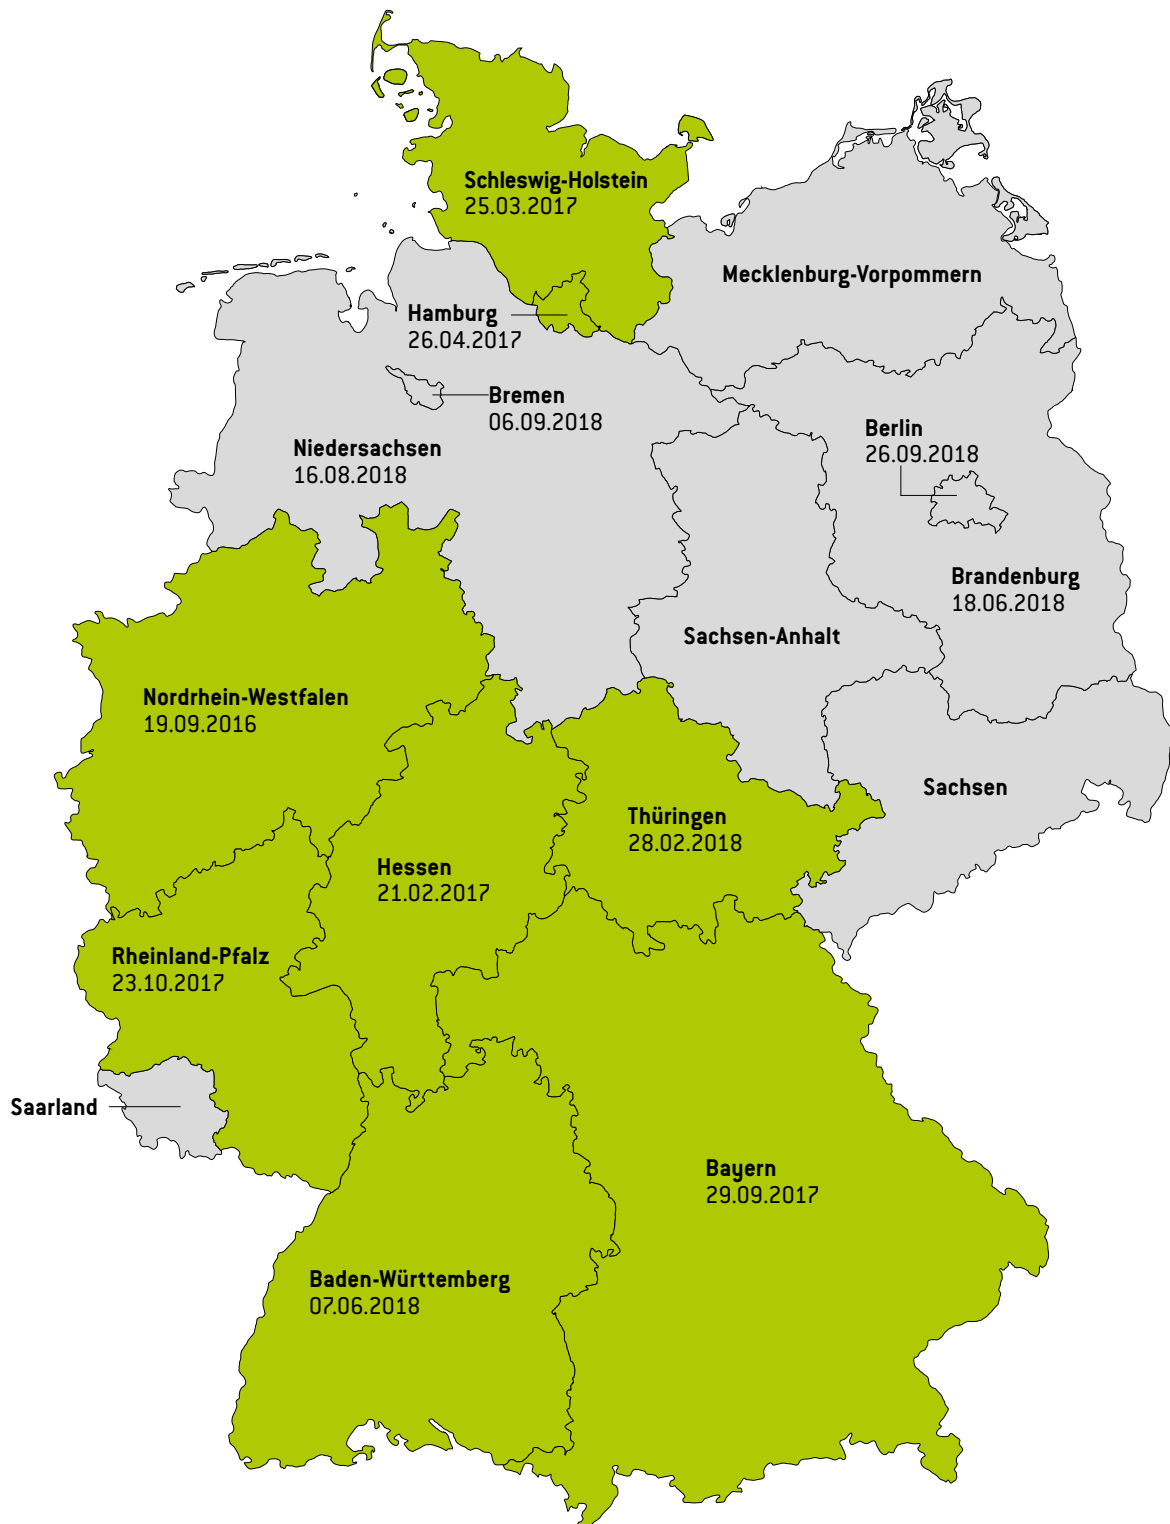 Schleswig-Holstein
25.03.2017
Mecklenburg-Vorpommern
Hamburg
26.04.2017
Bremen
06.09.2018
Berlin
26.09.2018
Niedersachsen
16.08.2018
Brandenburg
18.06.2018
Sachsen-Anhalt
Nordrhein-Westfalen
19.09.2016
Sachsen
Thüringen
28.02.2018
Hessen
21.02.2017
Rheinland-Pfalz
23.10.2017
Saarland
Bayern
29.09.2017
Baden-Württemberg
07.06.2018